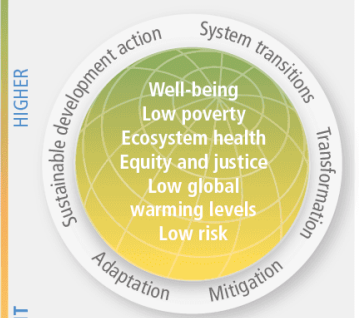 HIGHER
Sustainable development action
System transitions
Transformation
Mitigation
Adaptation
Well-being
Low poverty
Ecosystem health
Equity and justice
Low global
warming levels
Low risk